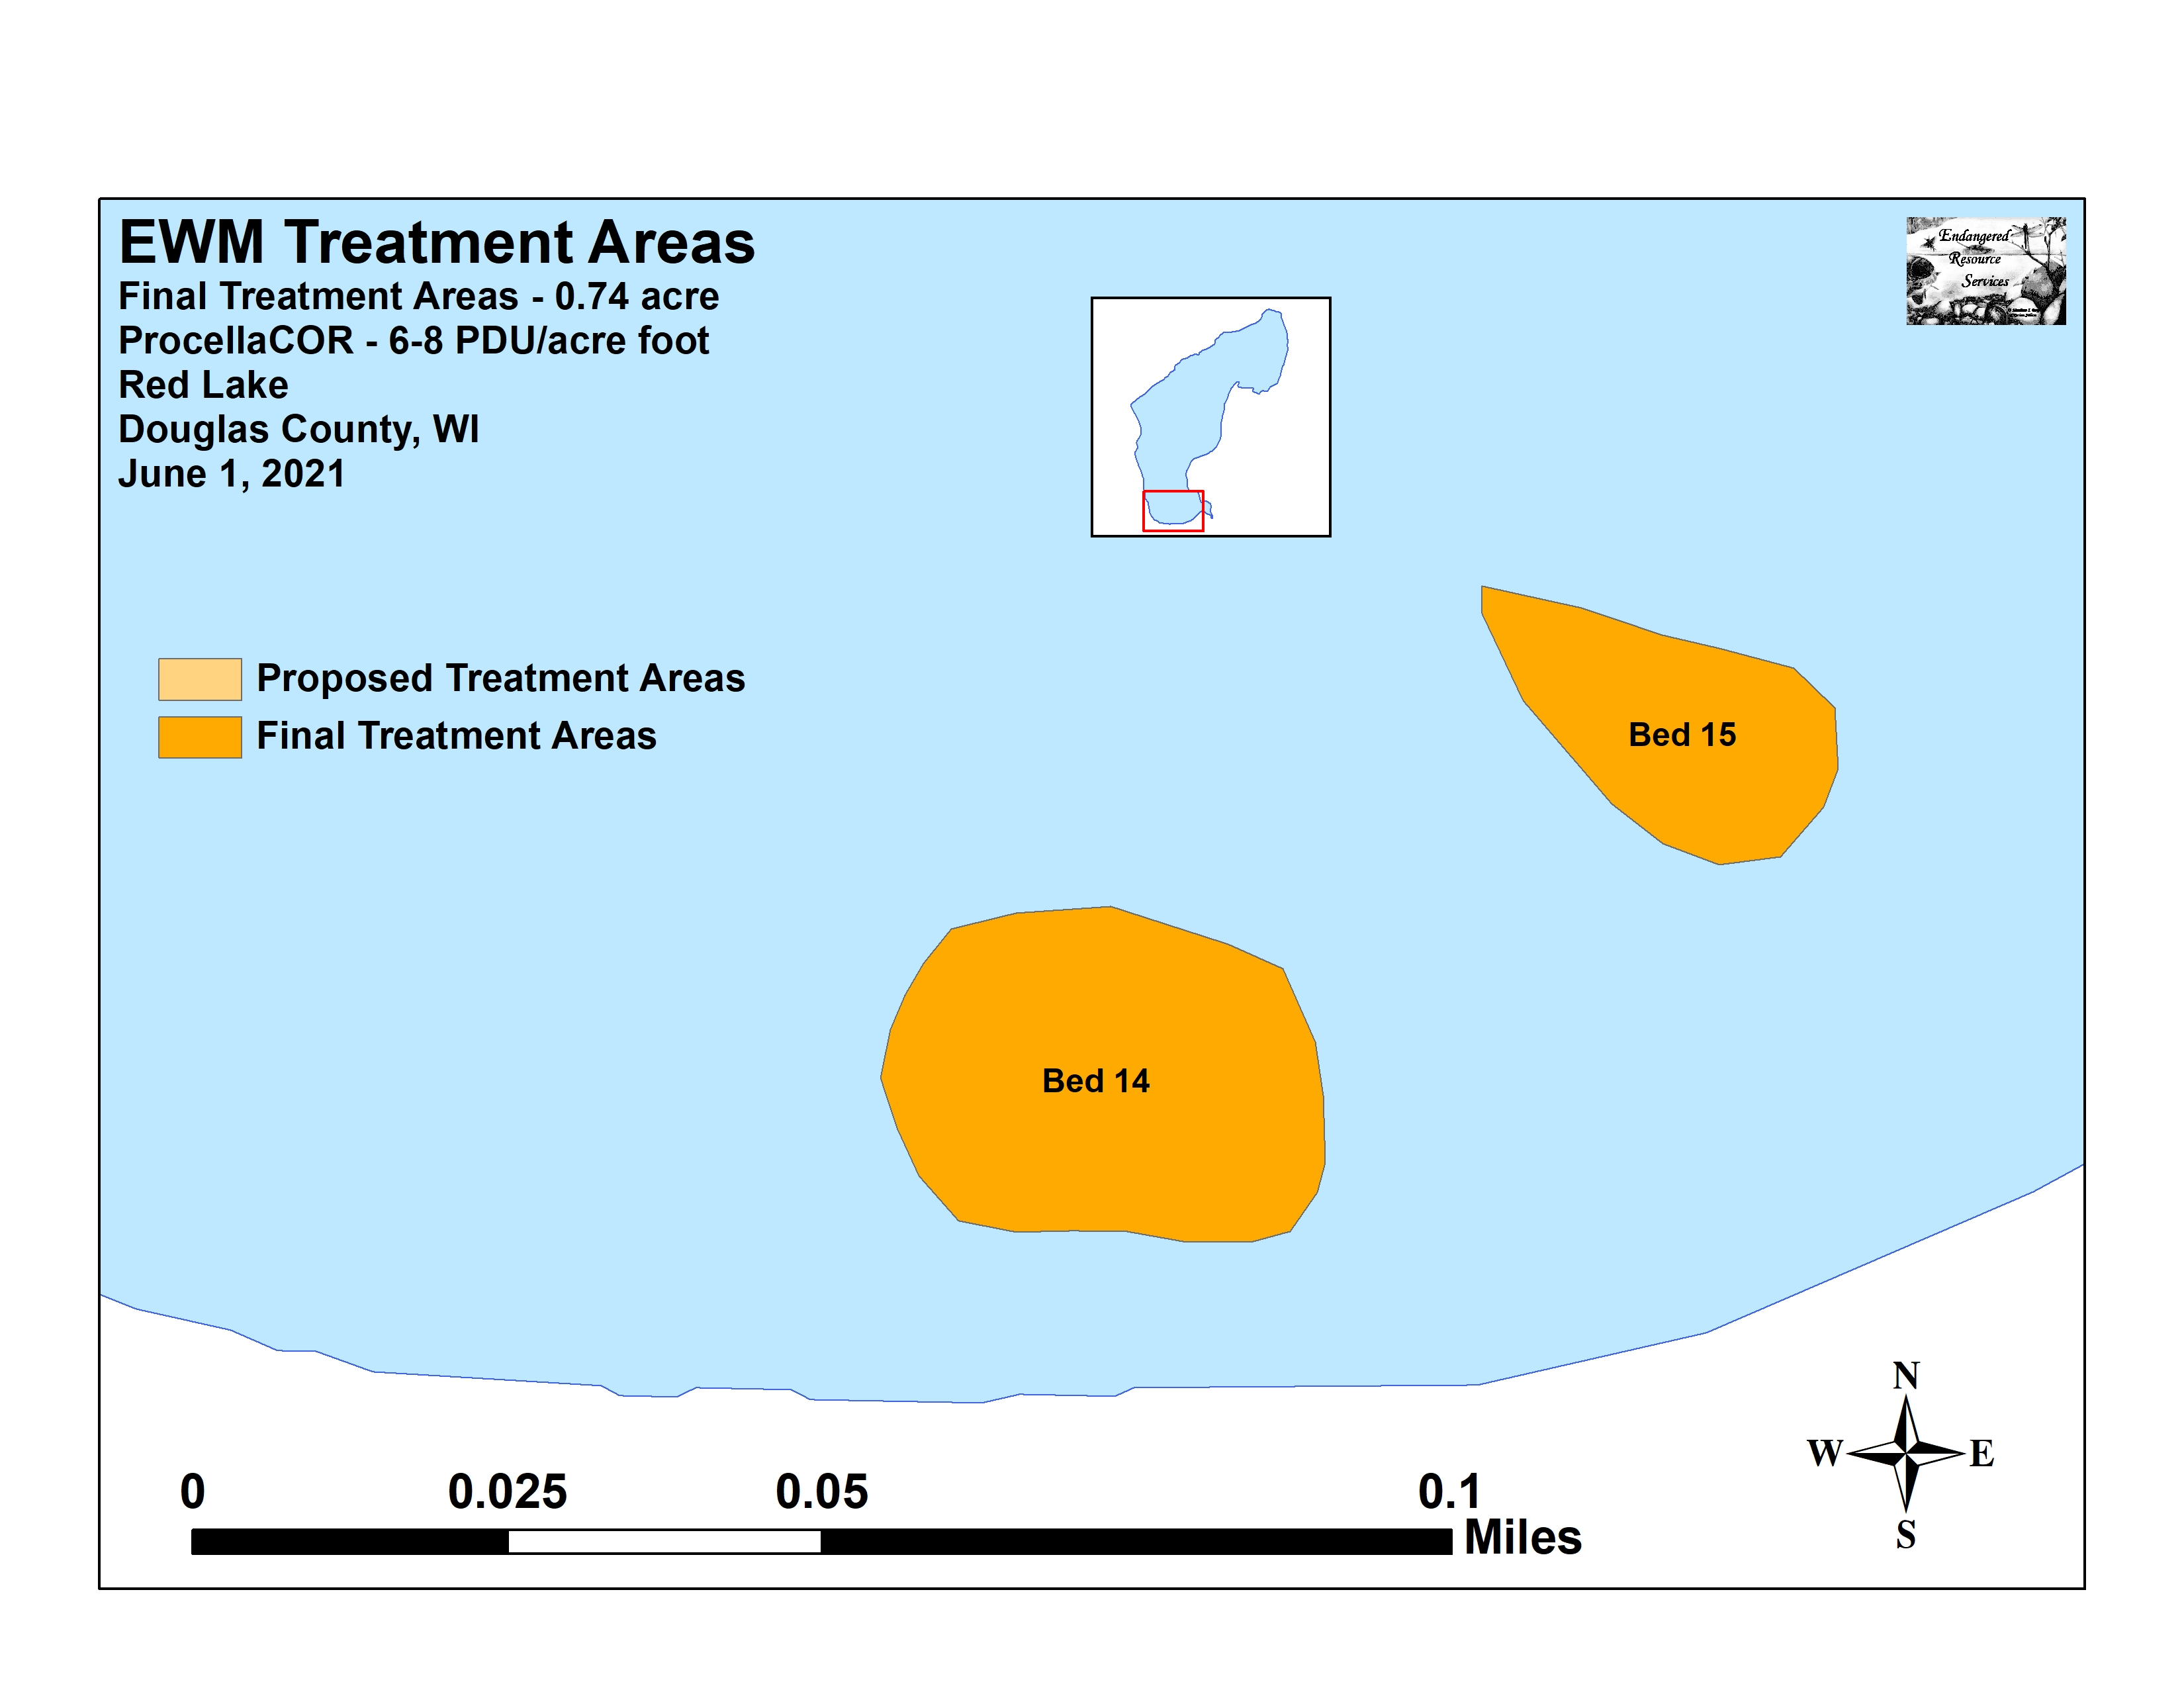 EWM Treatment Areas
Final Treatment Areas - 0.74 acre
ProcellaCOR - 6-8 PDU/acre foot
Red Lake
Douglas County, WI
June 1, 2021
Endangered
Resource
Services
Proposed Treatment Areas
Final Treatment Areas
Bed 15
Bed 14
N
W E
S
0 0.025 0.05 0.1
Miles